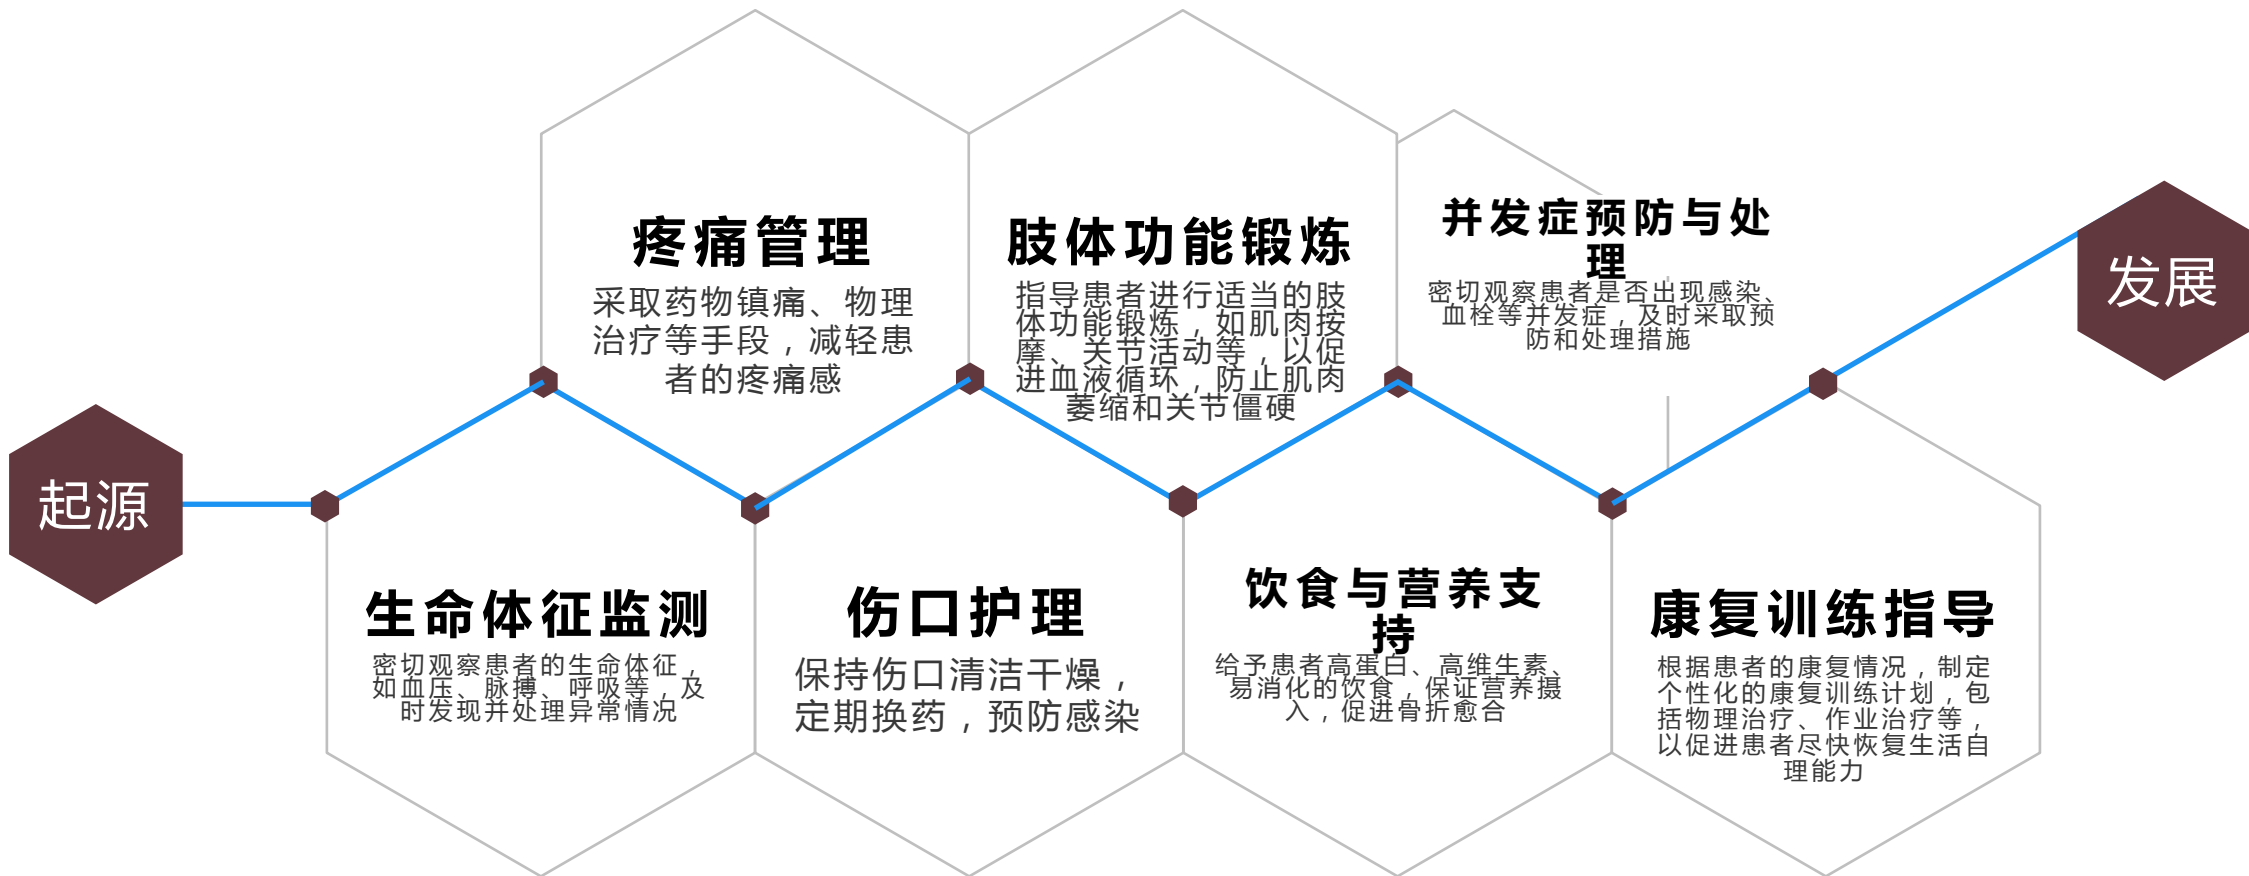 起源
生命体征监测
密切观察患者的生命体征，
如血压、脉搏、呼吸等，及
时发现并处理异常情况
疼痛管理
采取药物镇痛、物理
治疗等手段，减轻患
者的疼痛感
伤口护理
保持伤口清洁干燥，
定期换药，预防感染
肢体功能锻炼
指导患者进行适当的肢
体功能锻炼，如肌肉按
摩、关节活动等，以促
进血液循环，防止肌肉
萎缩和关节僵硬
饮食与营养支
持
给予患者高蛋白、高维生素、
易消化的饮食，保证营养摄
入，促进骨折愈合
并发症预防与处
理
密切观察患者是否出现感染、
血栓等并发症，及时采取预
防和处理措施
康复训练指导
根据患者的康复情况，制定
个性化的康复训练计划，包
括物理治疗、作业治疗等，
以促进患者尽快恢复生活自
理能力
发展